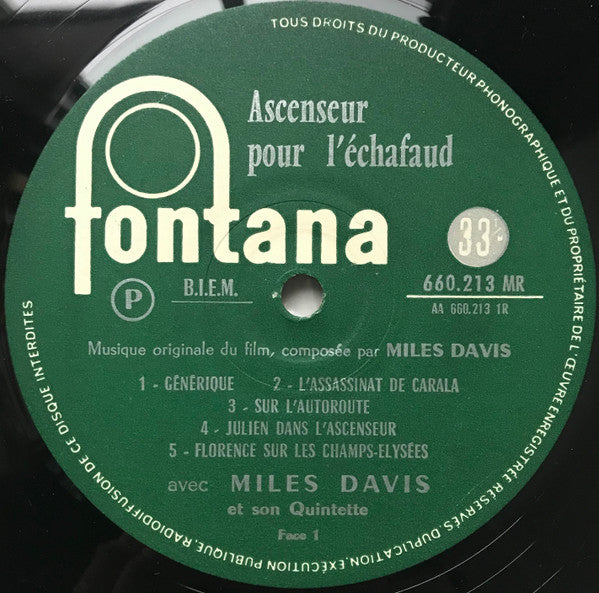 TOUS DROITS DU PRODUCTEUR PHONOGRAPHIQUE ET DU PROPRIÉTAIRE DE L'ŒUVRE ENREGISTRÉE RÉSERVÉS. DUPLICATION. EXÉCUTION PUBLIQUE. RADIODIFFUSION DE CE DISQUE INTERDITES
Ascenseur
pour l'échafaud
fontana
33 1/3
P
B.I.E.M.
660.213 MR
AA 660.213 1R
Musique originale du film, composée par MILES DAVIS
1 - GÉNÉRIQUE 2 - L'ASSASSINAT DE CARALA
3 - SUR L'AUTOROUTE
4 - JULIEN DANS L'ASCENSEUR
5 - FLORENCE SUR LES CHAMPS-ELYSÉES
avec MILES DAVIS
et son Quintette
Face 1